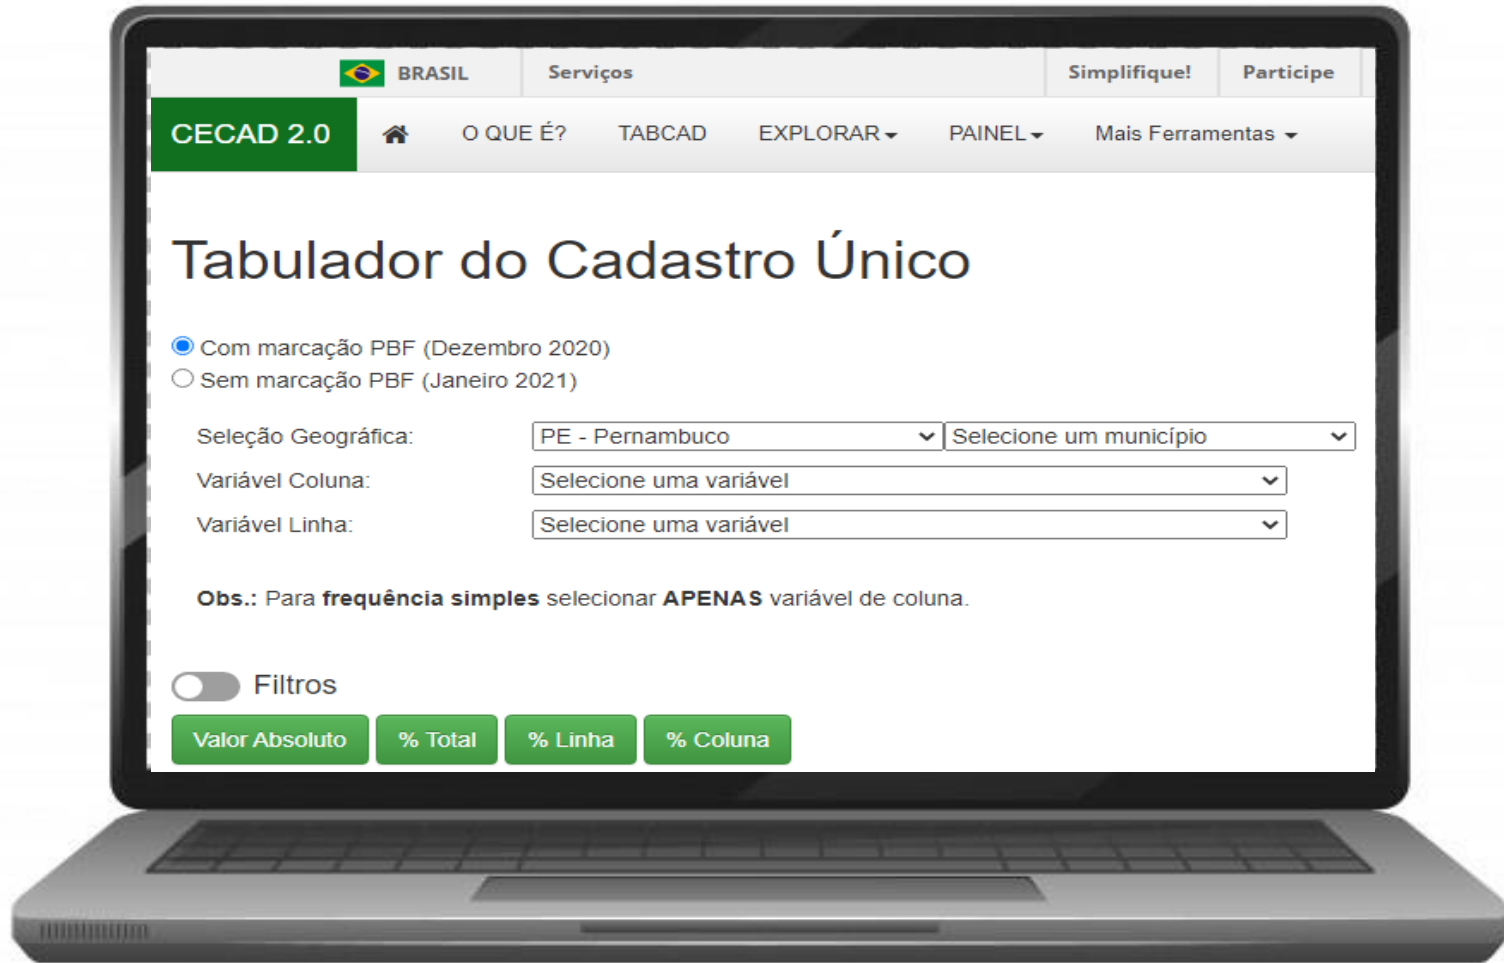 BRASIL Serviços Simplifique! Participe
CECAD 2.0 O QUE É? TABCAD EXPLORAR PAINEL Mais Ferramentas
Tabulador do Cadastro Único
Com marcação PBF (Dezembro 2020)
Sem marcação PBF (Janeiro 2021)
Seleção Geográfica: PE - Pernambuco Selecione um município
Variável Coluna: Selecione uma variável
Variável Linha: Selecione uma variável
Obs.: Para frequência simples selecionar APENAS variável de coluna.
Filtros
Valor Absoluto % Total % Linha % Coluna